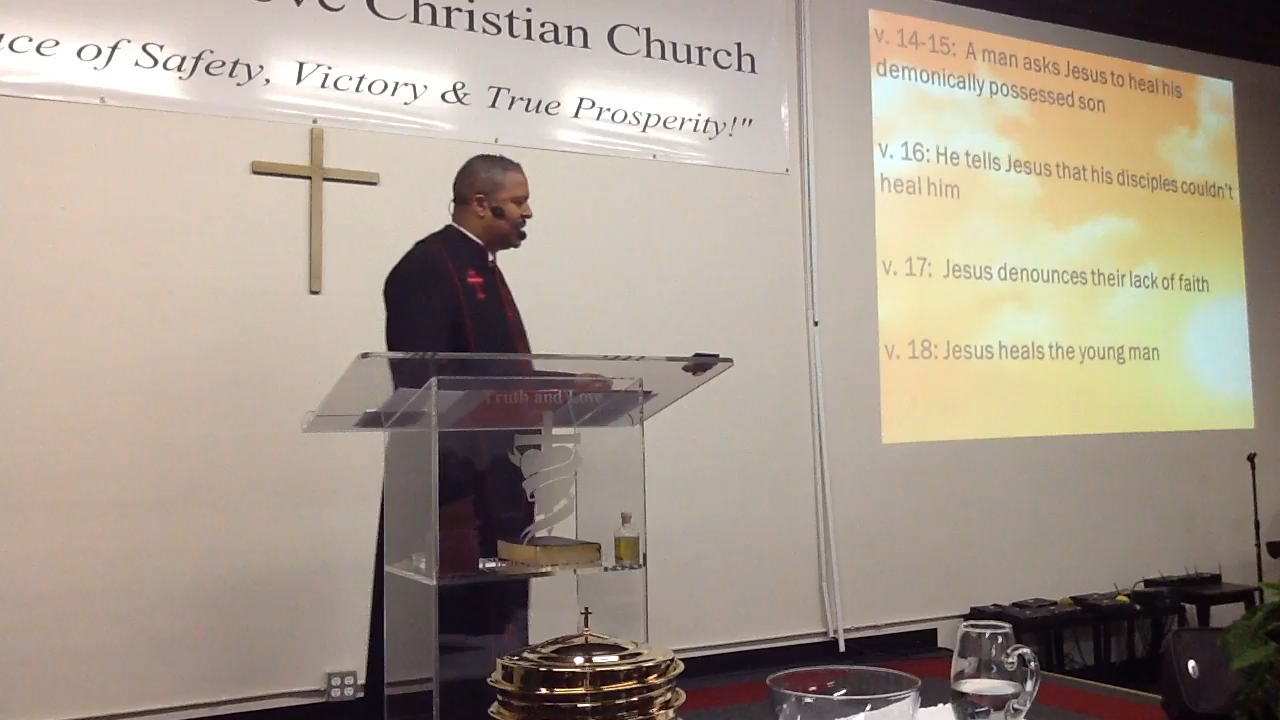 Christian Church
of Safety, Victory & True Prosperity!"
v. 14-15: A man asks Jesus to heal his
demonically possessed son
v. 16: He tells Jesus that his disciples couldn't
heal him
v. 17: Jesus denounces their lack of faith
v. 18: Jesus heals the young man
Truth and Love